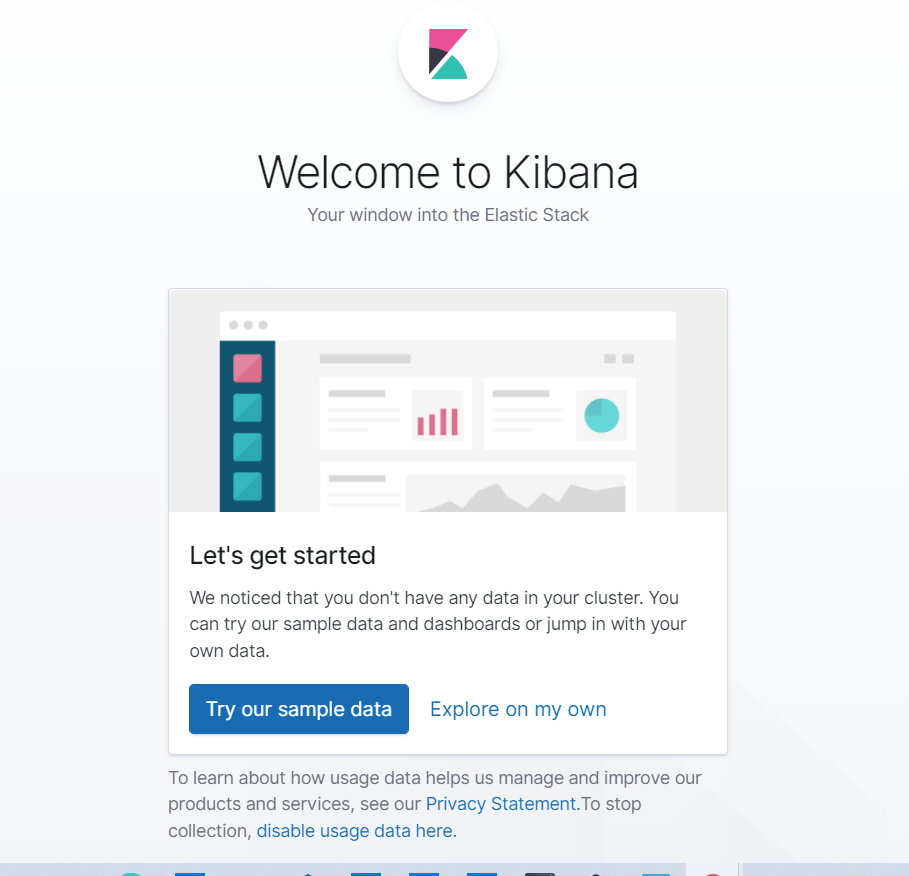 Welcome to Kibana
Your window into the Elastic Stack
Let's get started
We noticed that you don't have any data in your cluster. You
can try our sample data and dashboards or jump in with your
own data.
Try our sample data Explore on my own
To learn about how usage data helps us manage and improve our
products and services, see our Privacy Statement.To stop
collection, disable usage data here.